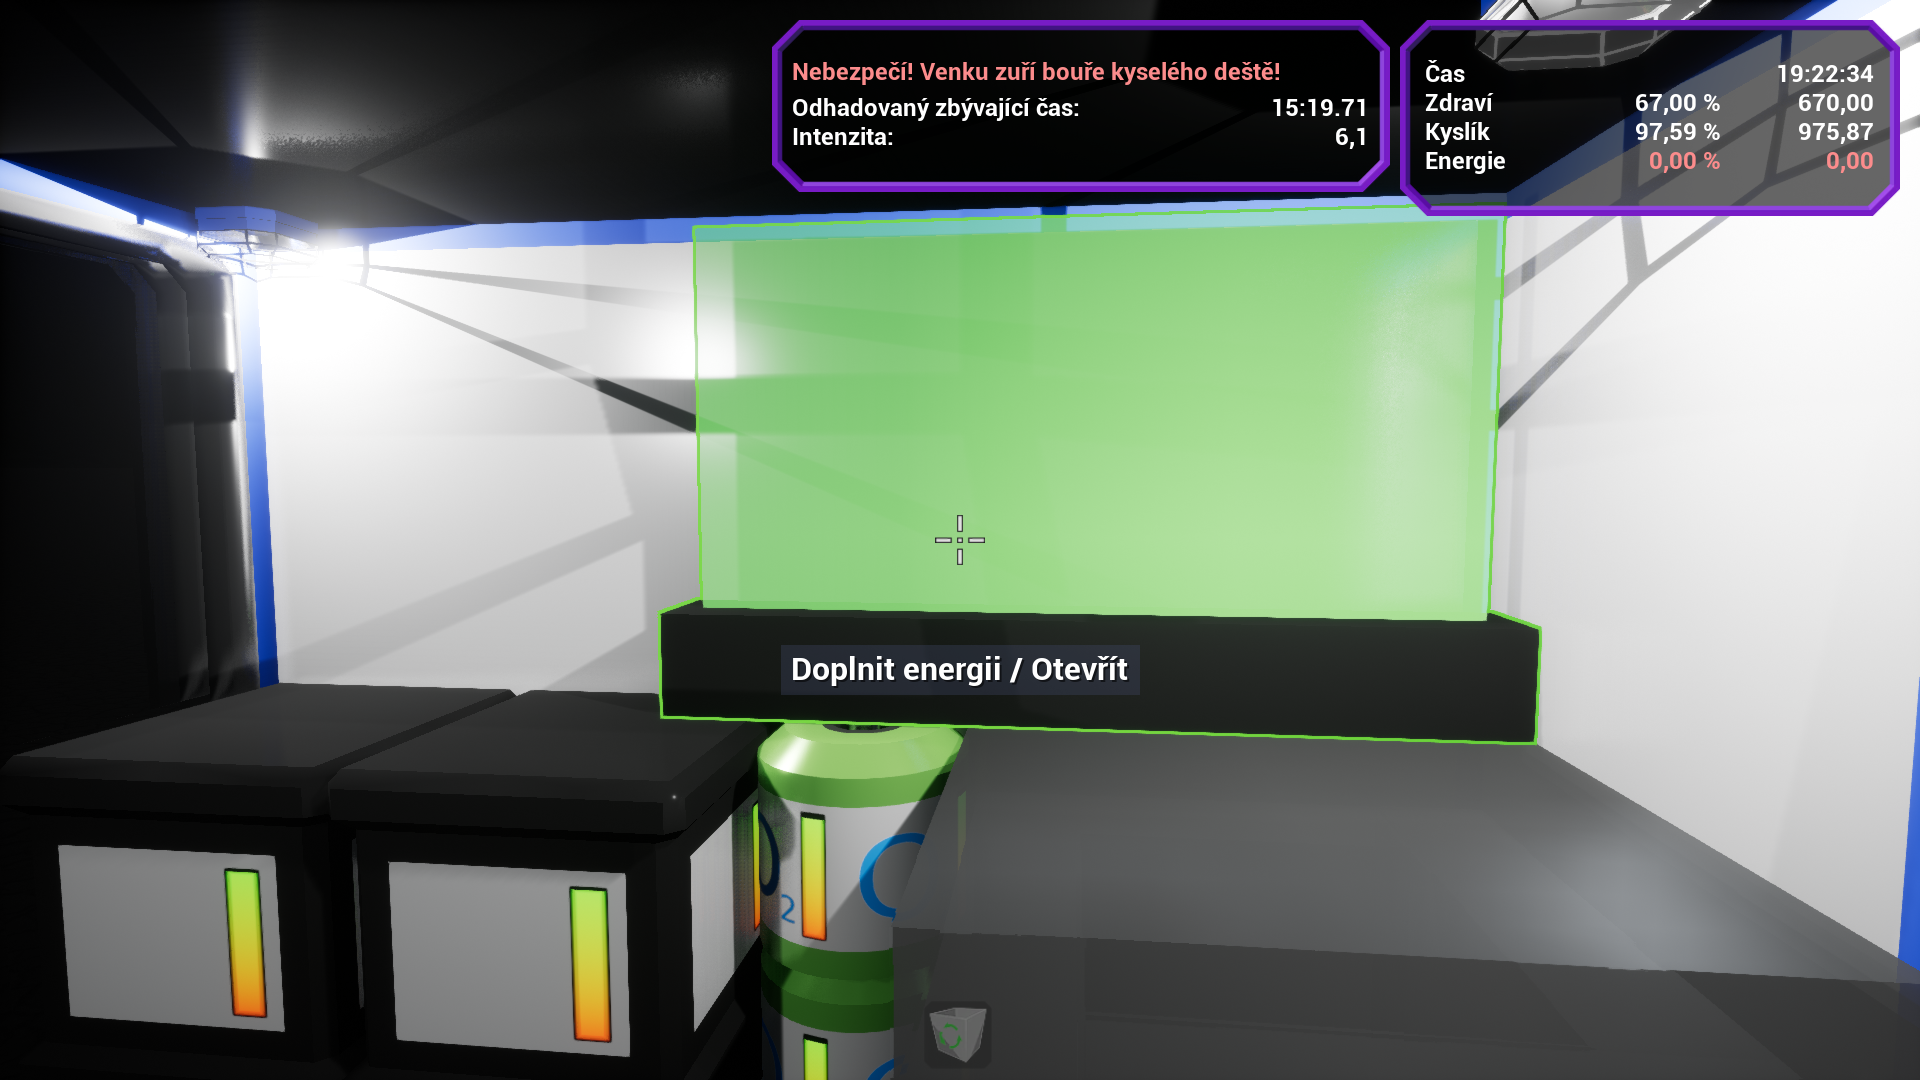 Nebezpečí! Venku zuří bouře kyselého deště!
Odhadovaný zbývající čas: 15:19.71
Intenzita: 6,1
Čas 19:22:34
Zdraví 67,00 % 670,00
Kyslík 97,59 % 975,87
Energie 0,00 % 0,00
Doplnit energii / Otevřít
O2